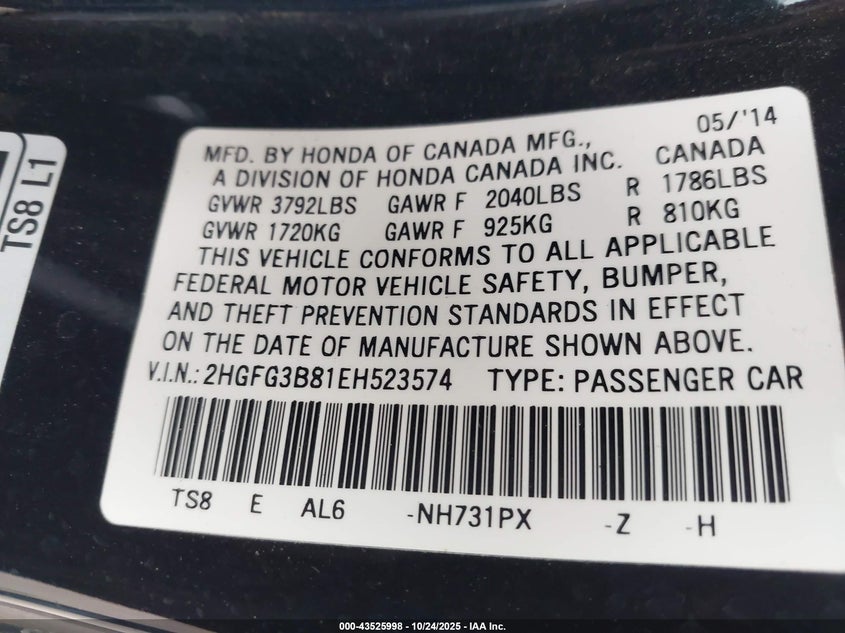 05/'14
MFD. BY HONDA OF CANADA MFG.,
A DIVISION OF HONDA CANADA INC. CANADA
GVWR 3792LBS GAWR F 2040LBS R 1786LBS
GVWR 1720KG GAWR F 925KG R 810KG
THIS VEHICLE CONFORMS TO ALL APPLICABLE
FEDERAL MOTOR VEHICLE SAFETY, BUMPER,
AND THEFT PREVENTION STANDARDS IN EFFECT
ON THE DATE OF MANUFACTURE SHOWN ABOVE.
V.I.N.: 2HGFG3B81EH523574 TYPE: PASSENGER CAR
TS8 E AL6 -NH731PX -Z -H
TS8 L1
000-43525998 - 10/24/2025 - IAA Inc.